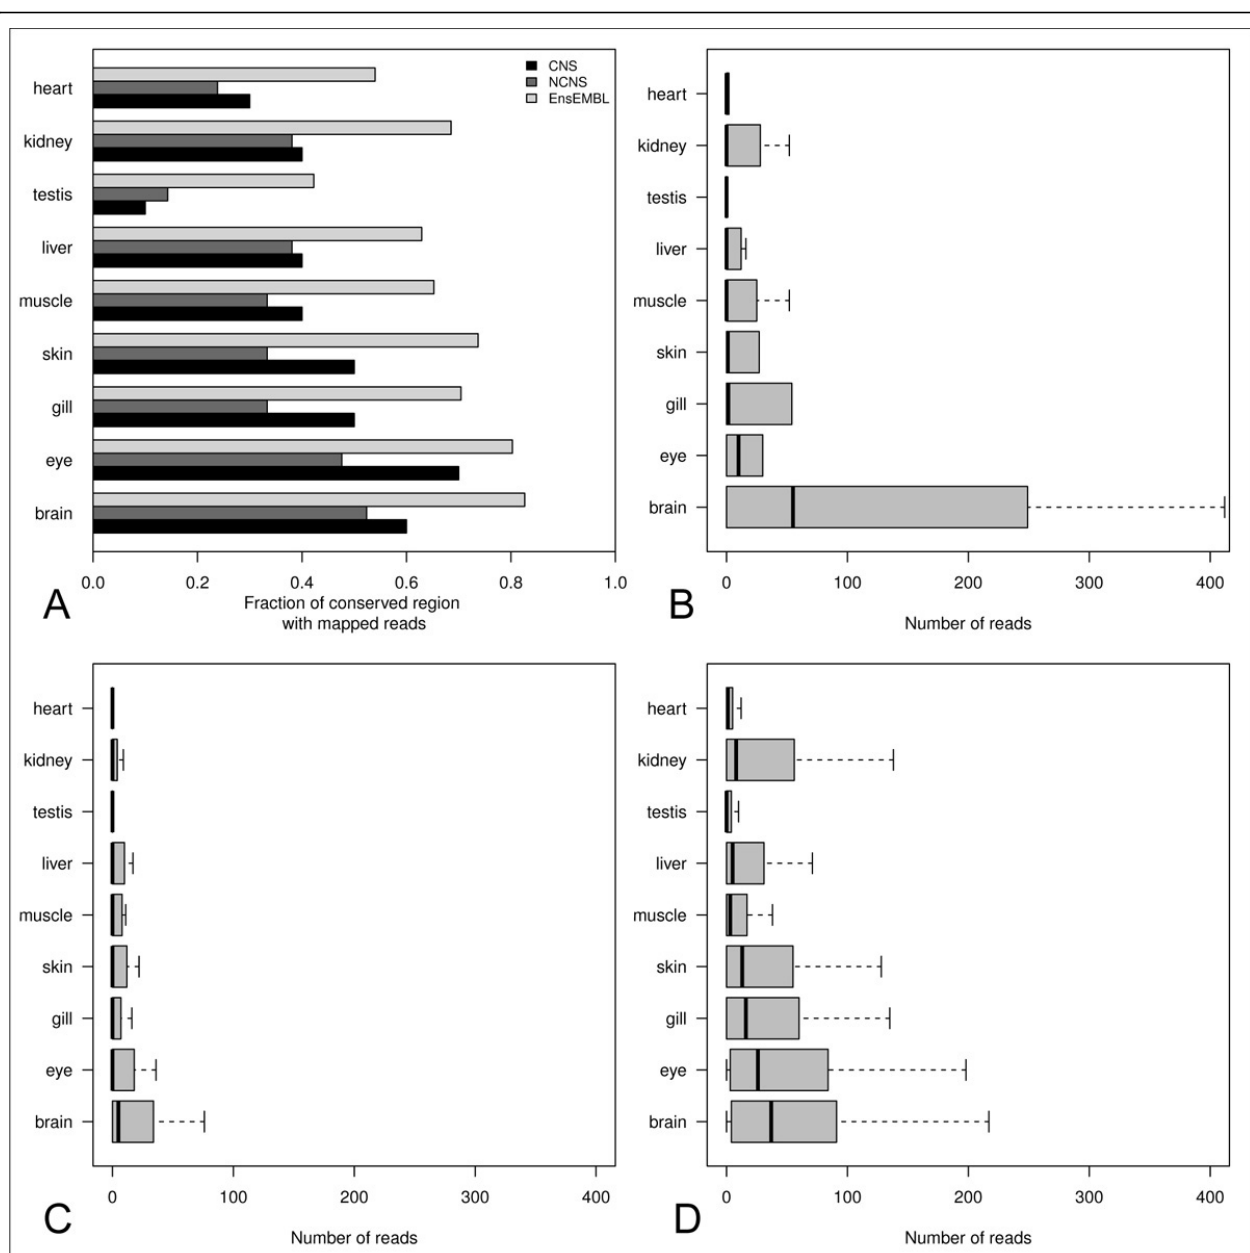 CNS
NCNS
EnsEMBL
heart
kidney
testis
liver
muscle
skin
gill
eye
brain
0.0 0.2 0.4 0.6 0.8 1.0
Fraction of conserved region
with mapped reads
A
heart
kidney
testis
liver
muscle
skin
gill
eye
brain
0 100 200 300 400
Number of reads
B
heart
kidney
testis
liver
muscle
skin
gill
eye
brain
0 100 200 300 400
Number of reads
C
heart
kidney
testis
liver
muscle
skin
gill
eye
brain
0 100 200 300 400
Number of reads
D